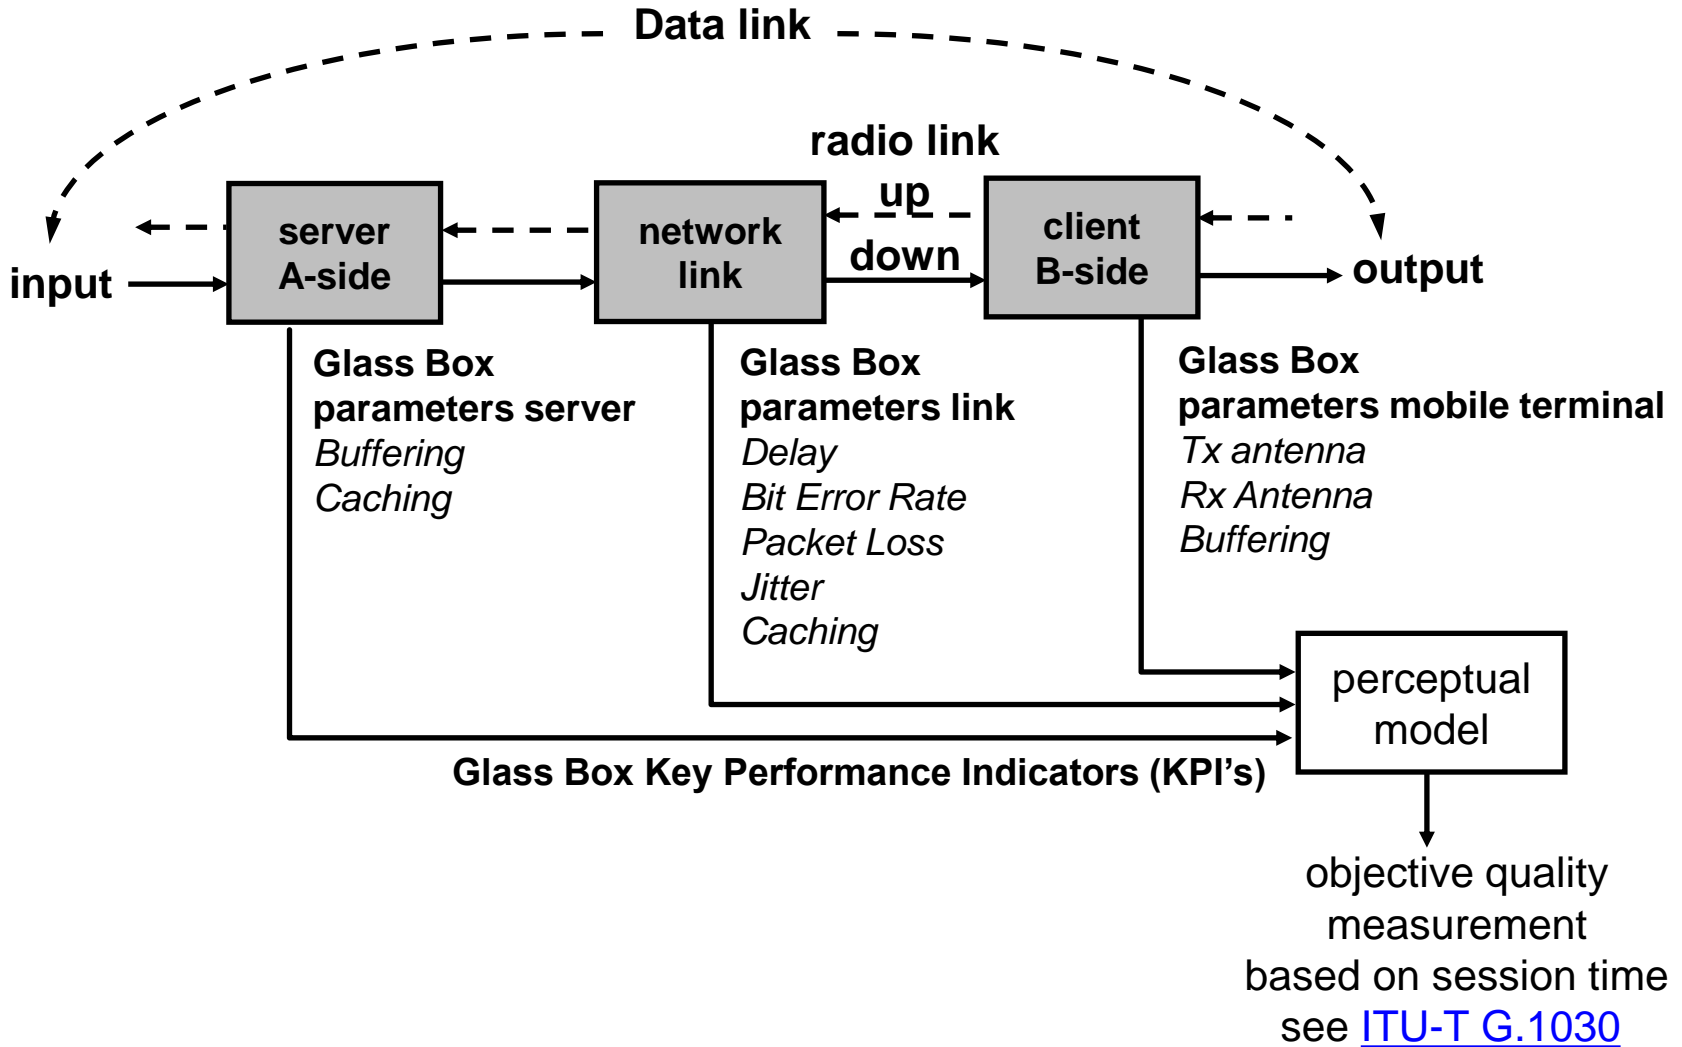 Data link
radio link
up
down
input
server
A-side
network
link
client
B-side
output
Glass Box
parameters server
Buffering
Caching
Glass Box
parameters link
Delay
Bit Error Rate
Packet Loss
Jitter
Caching
Glass Box
parameters mobile terminal
Tx antenna
Rx Antenna
Buffering
perceptual
model
Glass Box Key Performance Indicators (KPI's)
objective quality
measurement
based on session time
see ITU-T G.1030